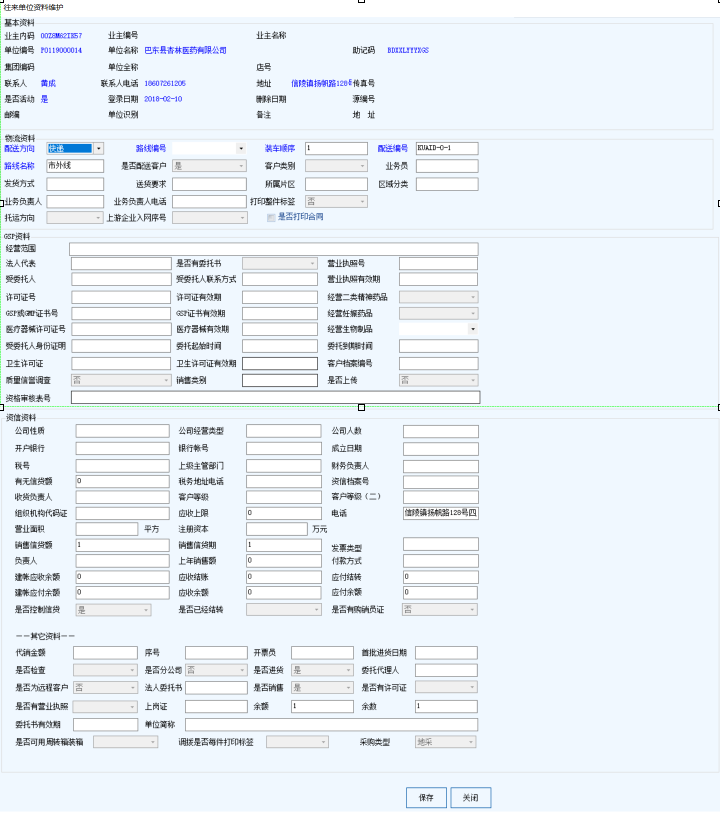 往来单位资料维护
基本资料
业主内码 00Z8M62IK57 业主编号 业主名称
单位编号 P0119000014 单位名称 巴东县杏林医药有限公司 助记码 BDXXLYYYXGS
集团编码 单位全称 店号
联系人 黄成 联系人电话 18607261205 地址 信陵镇扬帆路128号 传真号
是否活动 是 登录日期 2018-02-10 删除日期 源编号
邮编 单位识别 备注 地 址
物流资料
配送方向 快递 路线编号 装车顺序 1 配送编号 KUAID-0-1
路线名称 市外线 是否配送客户 是 客户类别 业务员
发货方式 送货要求 所属片区 区域分类
业务负责人 业务负责人电话 打印整件标签 否
托运方向 上游企业入网序号 是否打印合同
GSP资料
经营范围
法人代表 是否有委托书 营业执照号
受委托人 受委托人联系方式 营业执照有效期
许可证号 许可证有效期 经营二类精神药品
GSP或GMP证书号 GSP证书有效期 经营妊娠药品
医疗器械许可证号 医疗器械有效期 经营生物制品
受委托人身份证明 委托起始时间 委托到期时间
卫生许可证 卫生许可证有效期 客户档案编号
质量信誉调查 否 销售类别 是否上传 否
资格审核表号
资信资料
公司性质 公司经营类型 公司人数
开户银行 银行帐号 成立日期
税号 上级主管部门 财务负责人
有无信贷额 0 税务地址电话 资信档案号
收货负责人 客户等级 客户等级（二）
组织机构代码证 应收上限 0 电话 信陵镇扬帆路128号四
营业面积 平方 注册资本 万元
销售信贷额 1 销售信贷期 1 发票类型
负责人 上年销售额 0 付款方式
建帐应收余额 0 应收结账 0 应付结转 0
建帐应付余额 0 应收余额 0 应付余额 0
是否控制信贷 是 是否已经结转 是否有购销员证 否
——其它资料——
代销金额 序号 开票员 首批进货日期
是否检查 是否分公司 否 是否进货 是 委托代理人
是否为远程客户 否 法人委托书 是否销售 是 是否有许可证
是否有营业执照 上岗证 余额 1 余数 1
委托书有效期 单位简称
是否可用周转箱装箱 调拨是否每件打印标签 采购类型 地采
保存 关闭